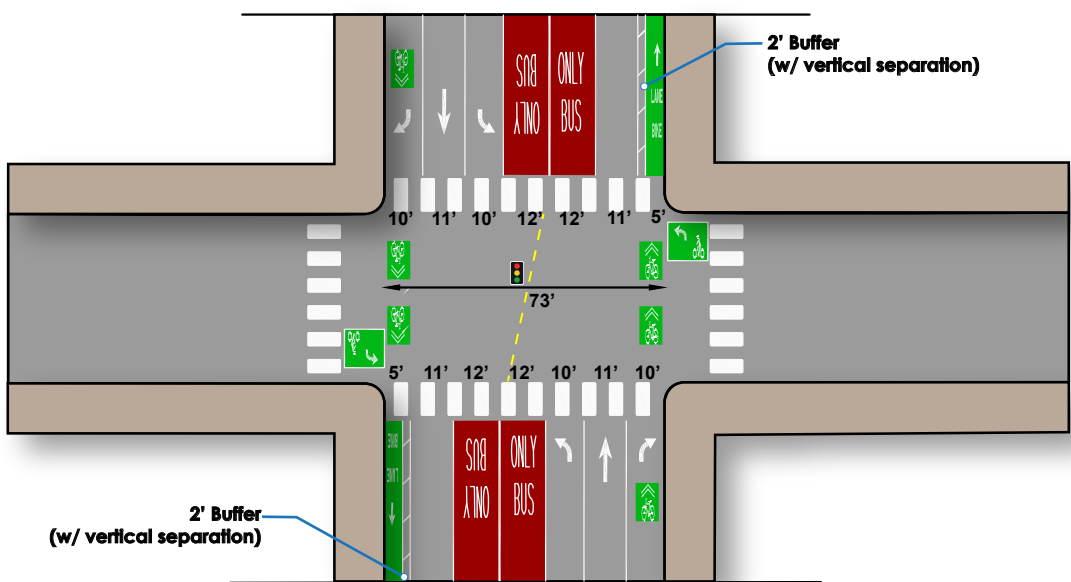 2’ Buffer
(w/ vertical separation)
BUS
ONLY
ONLY
BUS
LANE
BIKE
10’ 11’ 10’ 12’ 12’ 11’ 5’
73’
5’ 11’ 12’ 12’ 10’ 11’ 10’
BIKE
LANE
BUS
ONLY
ONLY
BUS
2’ Buffer
(w/ vertical separation)